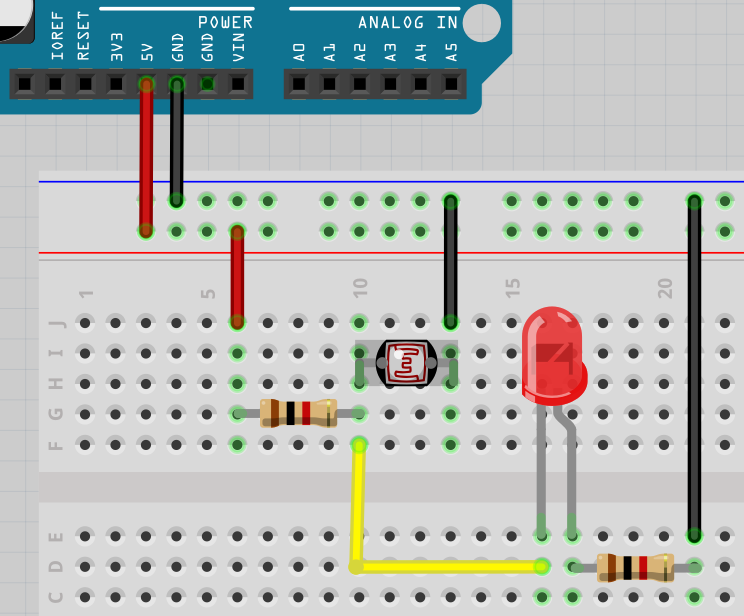 POWER
ANALOG IN
IOREF
RESET
3V3
5V
GND
GND
VIN
A0
A1
A2
A3
A4
A5
1
5
10
15
20
J
I
H
G
F
E
D
C